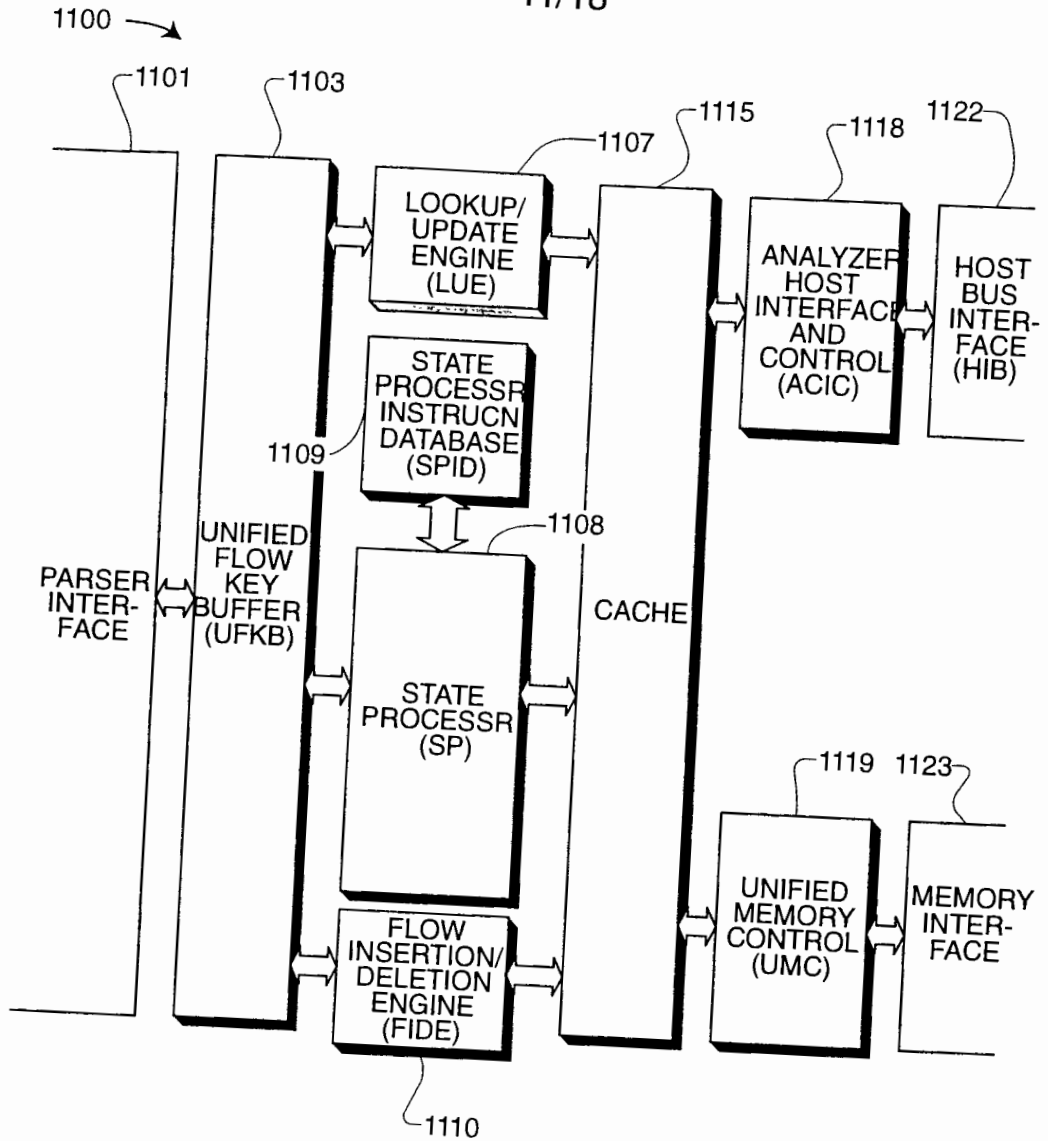 1100
1101
1103
1107
1115
1118
1122
LOOKUP/
UPDATE
ENGINE
(LUE)
ANALYZER
HOST
INTERFACE
AND
CONTROL
(ACIC)
HOST
BUS
INTER-
FACE
(HIB)
STATE
PROCESSR
INSTRUCN
DATABASE
(SPID)
1109
1108
PARSER
INTER-
FACE
UNIFIED
FLOW
KEY
BUFFER
(UFKB)
STATE
PROCESSR
(SP)
CACHE
1119
1123
FLOW
INSERTION/
DELETION
ENGINE
(FIDE)
UNIFIED
MEMORY
CONTROL
(UMC)
MEMORY
INTER-
FACE
1110